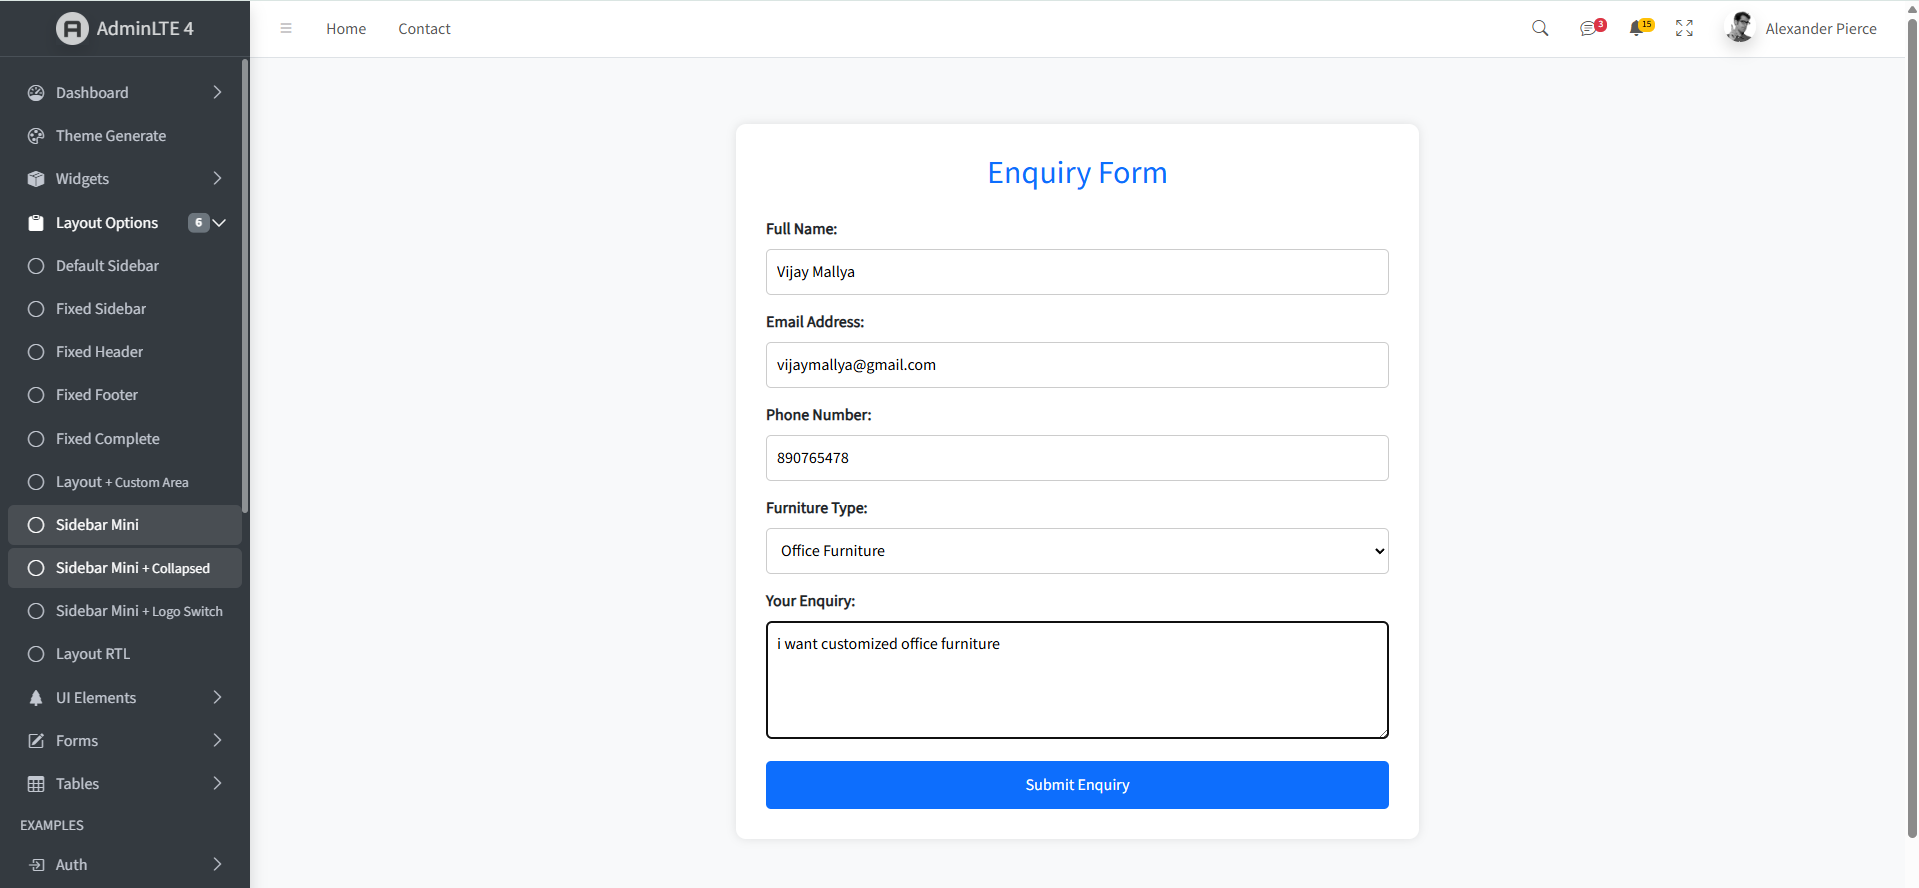 AdminLTE 4
Home
Contact
3
15
Alexander Pierce
Dashboard
Theme Generate
Widgets
Layout Options 6
Default Sidebar
Fixed Sidebar
Fixed Header
Fixed Footer
Fixed Complete
Layout + Custom Area
Sidebar Mini
Sidebar Mini + Collapsed
Sidebar Mini + Logo Switch
Layout RTL
UI Elements
Forms
Tables
EXAMPLES
Auth
Enquiry Form
Full Name:
Vijay Mallya
Email Address:
vijaymallya@gmail.com
Phone Number:
890765478
Furniture Type:
Office Furniture
Your Enquiry:
i want customized office furniture
Submit Enquiry